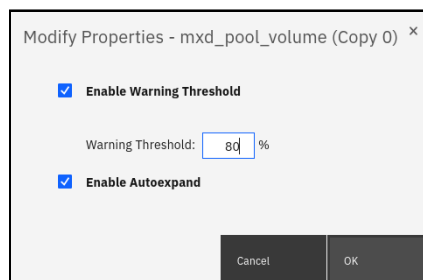 Modify Properties - mxd_pool_volume (Copy 0) ×
Enable Warning Threshold
Warning Threshold: 80 %
Enable Autoexpand
Cancel OK